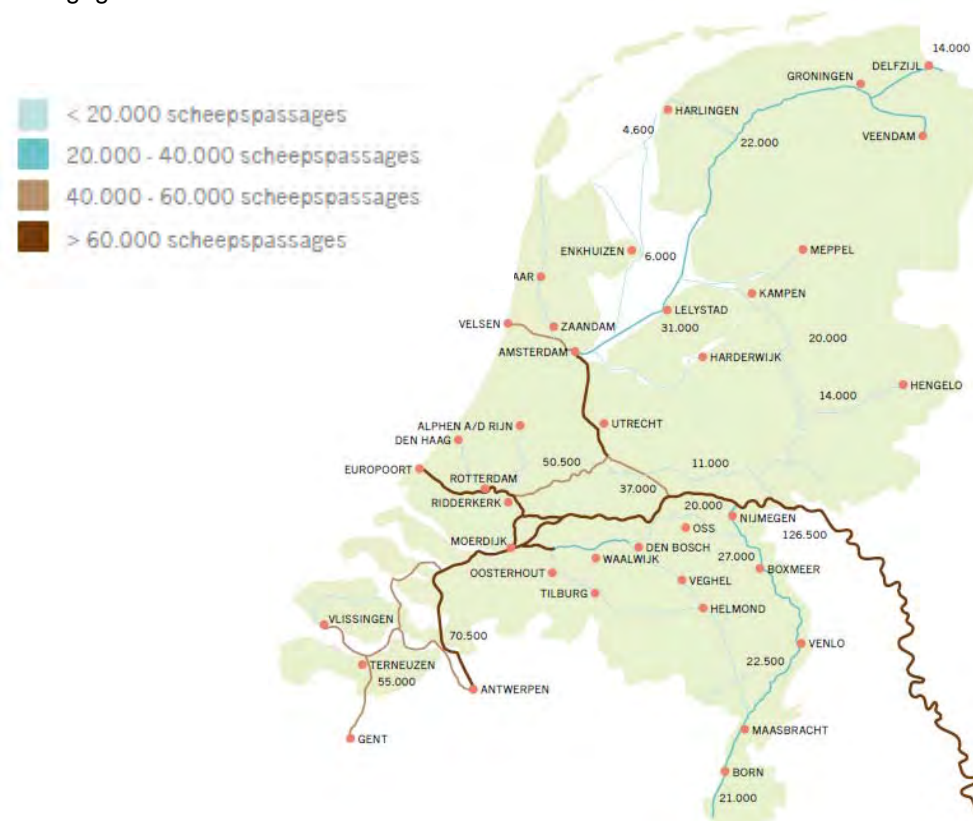 < 20.000 scheepspassages
20.000 - 40.000 scheepspassages
40.000 - 60.000 scheepspassages
> 60.000 scheepspassages
14.000
DELFZIJL
GRONINGEN
HARLINGEN
4.600
22.000
VEENDAM
ENKHUIZEN
6.000
MEPPEL
AAR
KAMPEN
LELYSTAD
VELSEN
ZAANDAM
31.000
20.000
AMSTERDAM
HARDERWIJK
HENGELO
14.000
ALPHEN A/D RIJN
UTRECHT
DEN HAAG
50.500
11.000
EUROPOORT
ROTTERDAM
37.000
RIDDERKERK
20.000
NIJMEGEN
OSS
126.500
MOERDIJK
DEN BOSCH
27.000
WAALWIJK
BOXMEER
OOSTERHOUT
VEGHEL
TILBURG
HELMOND
VLISSINGEN
70.500
VENLO
TERNEUZEN
22.500
55.000
ANTWERPEN
MAASBRACHT
GENT
BORN
21.000